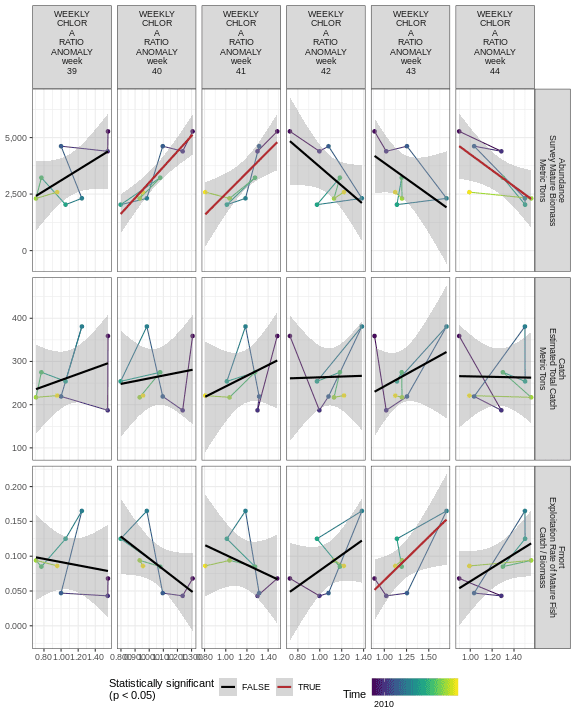 WEEKLY CHLOR A RATIO ANOMALY week 39
WEEKLY CHLOR A RATIO ANOMALY week 40
WEEKLY CHLOR A RATIO ANOMALY week 41
WEEKLY CHLOR A RATIO ANOMALY week 42
WEEKLY CHLOR A RATIO ANOMALY week 43
WEEKLY CHLOR A RATIO ANOMALY week 44
5,000
2,500
0
Abundance
Survey Mature Biomass
Metric Tons
400
300
200
100
Catch
Estimated Total Catch
Metric Tons
0.200
0.150
0.100
0.050
0.000
Fmort
Exploitation Rate of Mature Fish
Catch / Biomass
0.80 1.00 1.20 1.40
1.00 1.20 1.40
0.80 1.00 1.20 1.40
1.00 1.25 1.50
1.00 1.20 1.40
Statistically significant
(p < 0.05)
FALSE
TRUE
Time
2010